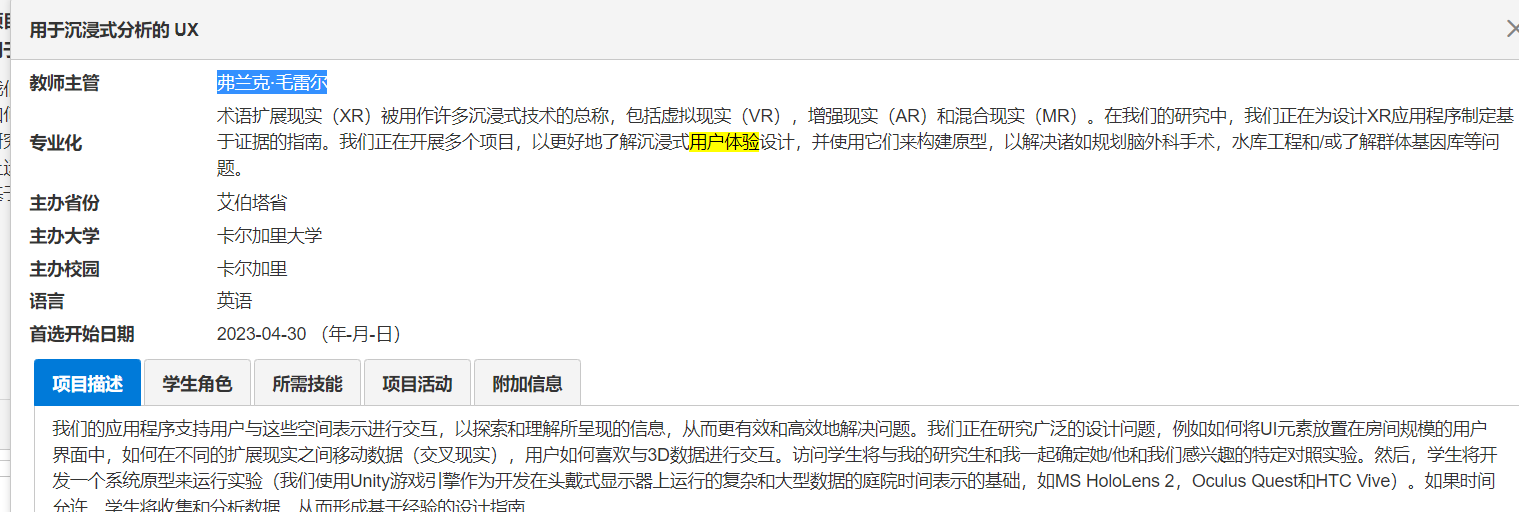 用于沉浸式分析的 UX
教师主管 弗兰克·毛雷尔
术语扩展现实（XR）被用作许多沉浸式技术的总称，包括虚拟现实（VR），增强现实（AR）和混合现实（MR）。在我们的研究中，我们正在为设计XR应用程序制定基
专业化 于证据的指南。我们正在开展多个项目，以更好地了解沉浸式用户体验设计，并使用它们来构建原型，以解决诸如规划脑外科手术，水库工程和/或了解群体基因库等问
题。
主办省份 艾伯塔省
主办大学 卡尔加里大学
主办校园 卡尔加里
语言 英语
首选开始日期 2023-04-30 （年-月-日）
项目描述 学生角色 所需技能 项目活动 附加信息
我们的应用程序支持用户与这些空间表示进行交互，以探索和理解所呈现的信息，从而更有效和高效地解决问题。我们正在研究广泛的设计问题，例如如何将UI元素放置在房间规模的用户
界面中，如何在不同的扩展现实之间移动数据（交叉现实），用户如何喜欢与3D数据进行交互。访问学生将与我的研究生和我一起确定她/他和我们感兴趣的特定对照实验。然后，学生将开
发一个系统原型来运行实验（我们使用Unity游戏引擎作为开发在头戴式显示器上运行的复杂和大型数据的庭院时间表示的基础，如MS HoloLens 2，Oculus Quest和HTC Vive）。如果时间
允许，学生将收集和分析数据，从而形成基于经验的设计指南